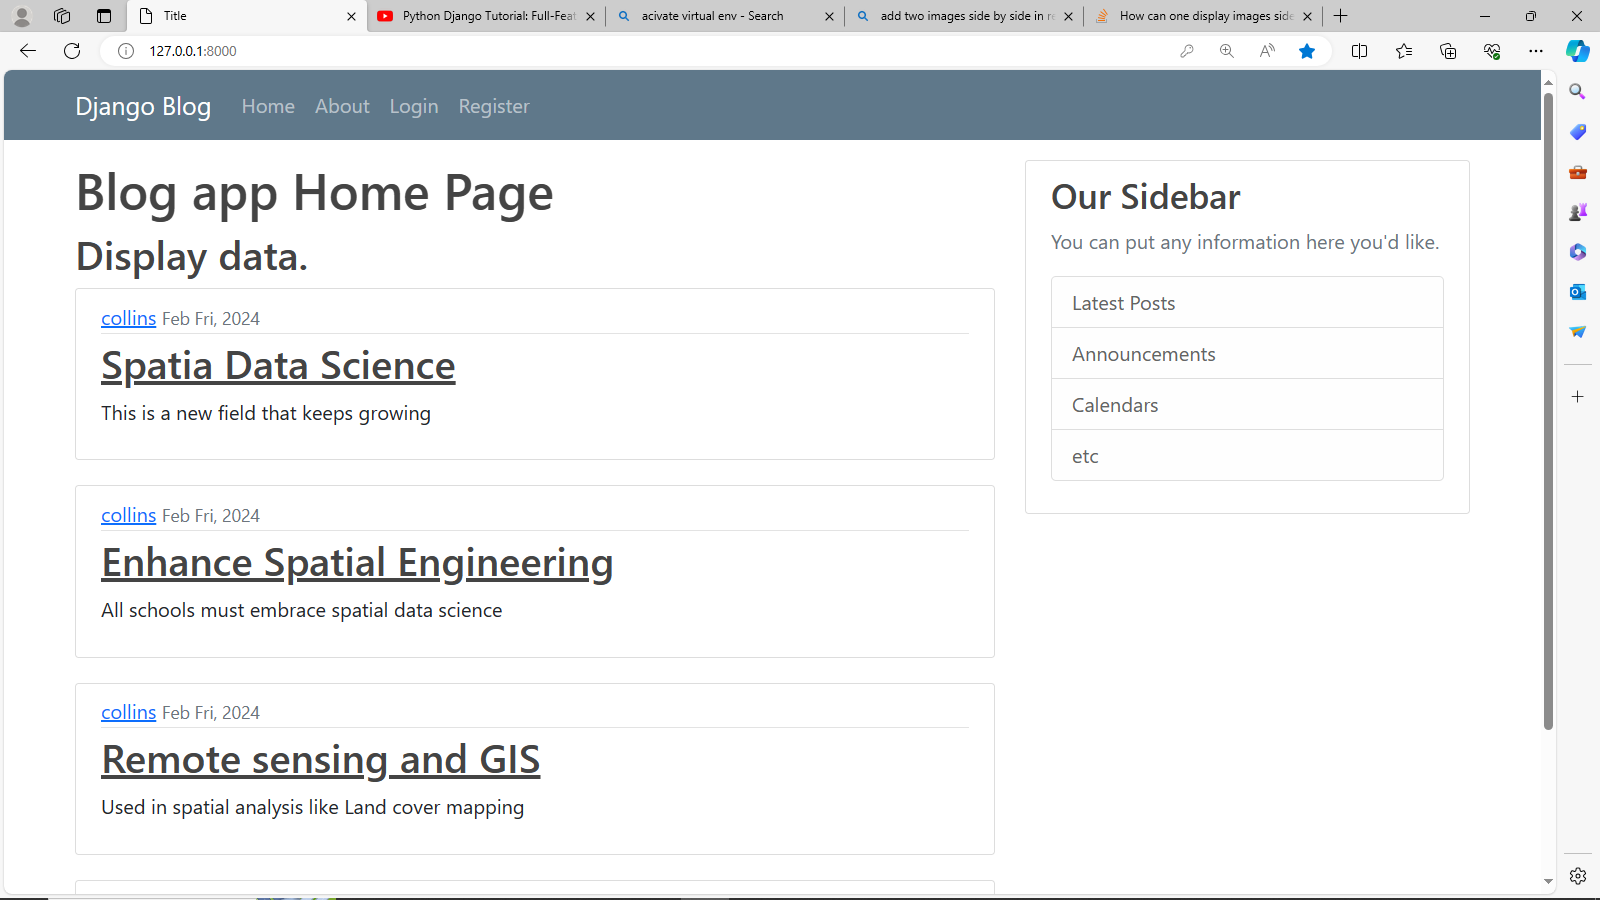 Title
Python Django Tutorial: Full-Feat
acivate virtual env - Search
add two images side by side in re
How can one display images side
127.0.0.1:8000
Django Blog
Home
About
Login
Register
Blog app Home Page
Display data.
collins Feb Fri, 2024
Spatia Data Science
This is a new field that keeps growing
collins Feb Fri, 2024
Enhance Spatial Engineering
All schools must embrace spatial data science
collins Feb Fri, 2024
Remote sensing and GIS
Used in spatial analysis like Land cover mapping
Our Sidebar
You can put any information here you'd like.
Latest Posts
Announcements
Calendars
etc